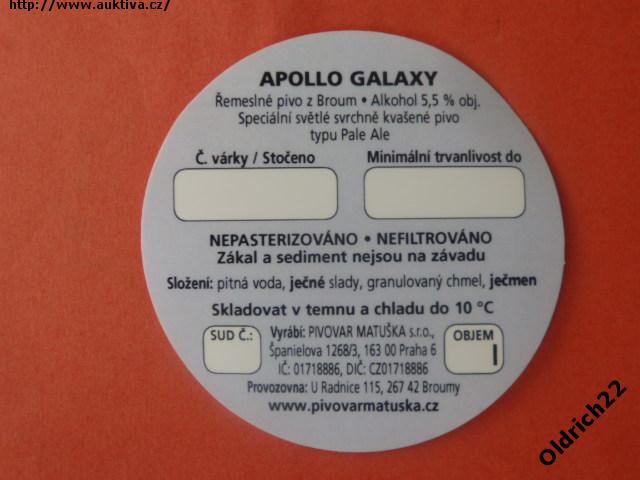 http://www.auktiva.cz/
APOLLO GALAXY
Řemeslné pivo z Broum • Alkohol 5,5 % obj.
Speciální světlé svrchně kvašené pivo
typu Pale Ale
Č. várky / Stočeno
Minimální trvanlivost do
NEPASTERIZOVÁNO • NEFILTROVÁNO
Zákal a sediment nejsou na závadu
Složení: pitná voda, ječné slady, granulovaný chmel, ječmen
Skladovat v temnu a chladu do 10 °C
SUD Č.:
Vyrábí: PIVOVAR MATUŠKA s.r.o.,
Španielova 1268/3, 163 00 Praha 6
IČ: 01718886, DIČ: CZ01718886
OBJEM
l
Provozovna: U Radnice 115, 267 42 Broumy
www.pivovarmatuska.cz
Oldrich22